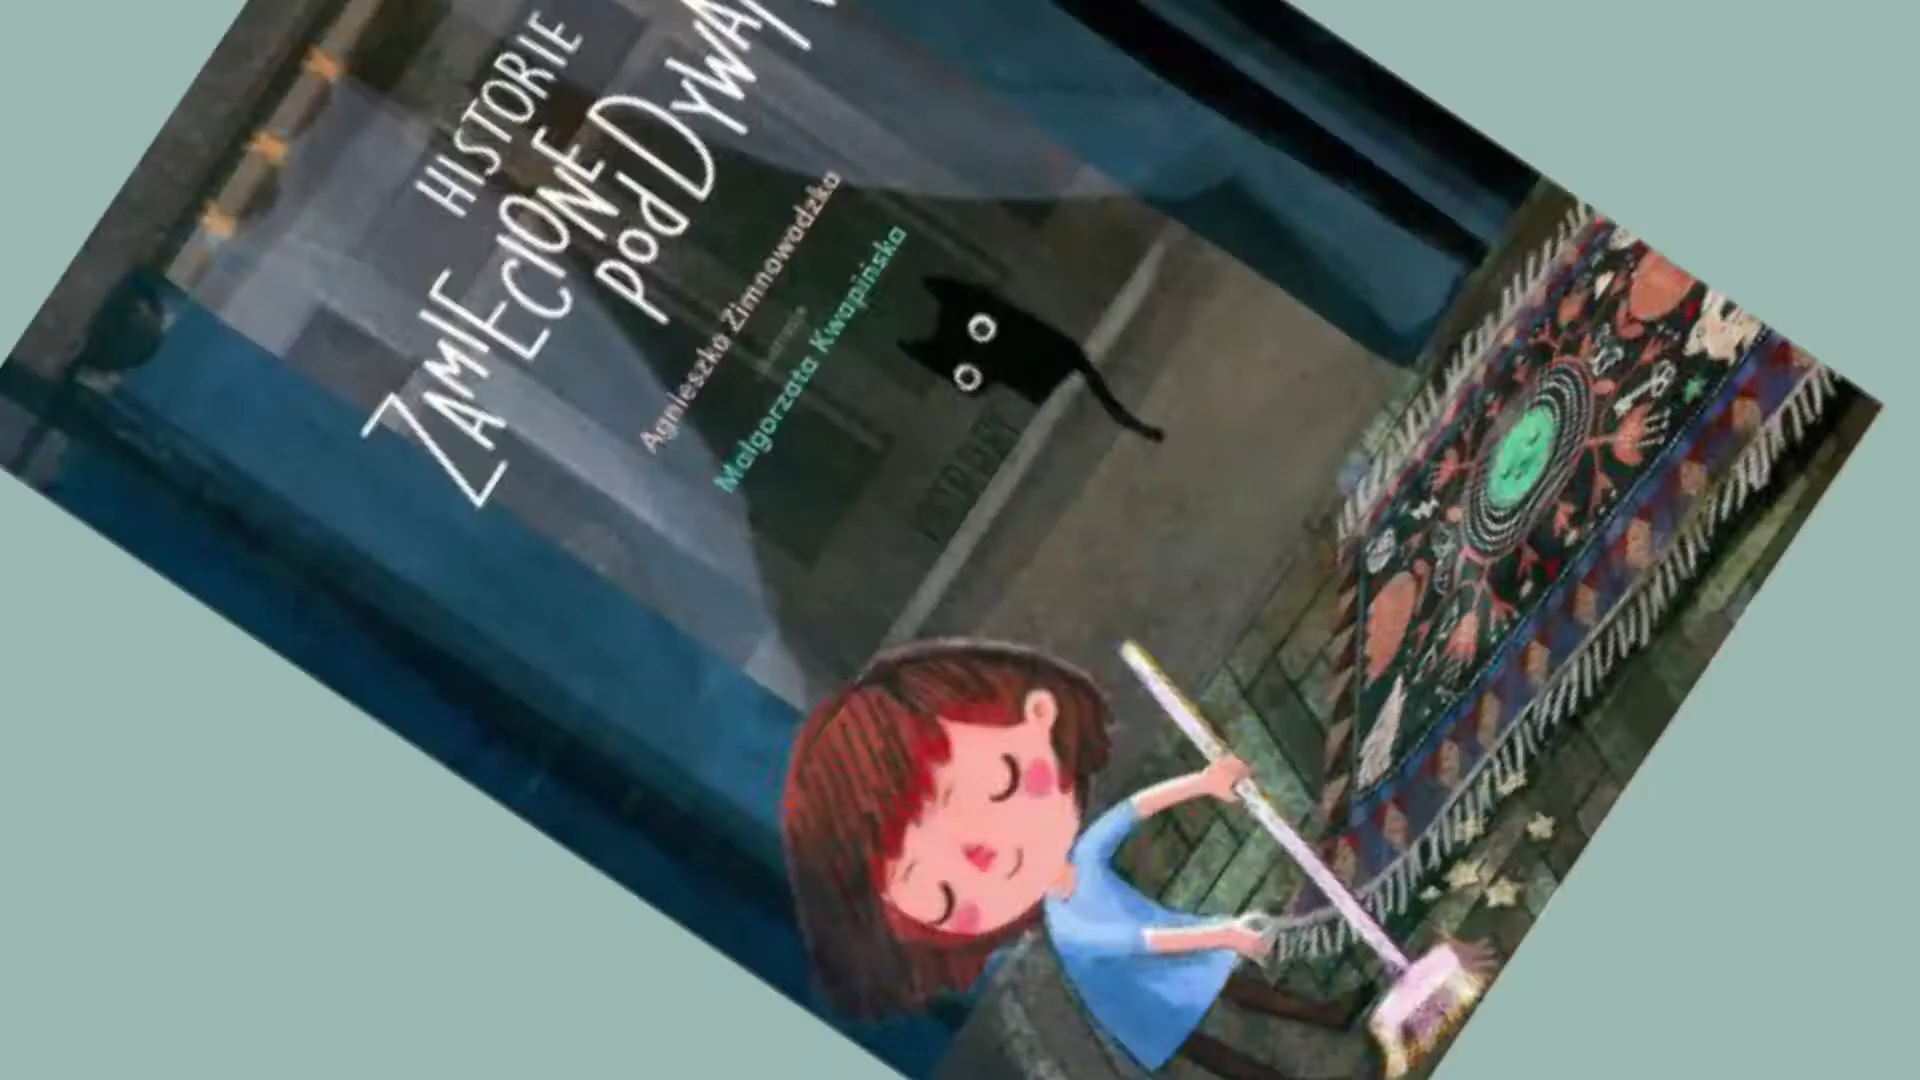 HISTORIE
ZAMIECIONE
pod DYWA
Agnieszka Zimnowodzka
Małgorzata Kwapińska